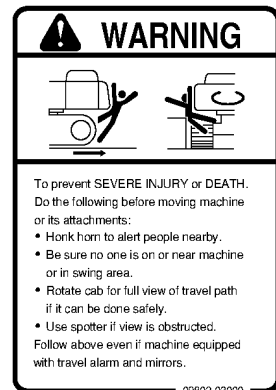 WARNING
To prevent SEVERE INJURY or DEATH.
Do the following before moving machine
or its attachments:
• Honk horn to alert people nearby.
• Be sure no one is on or near machine
or in swing area.
• Rotate cab for full view of travel path
if it can be done safely.
• Use spotter if view is obstructed.
Follow above even if machine equipped
with travel alarm and mirrors.